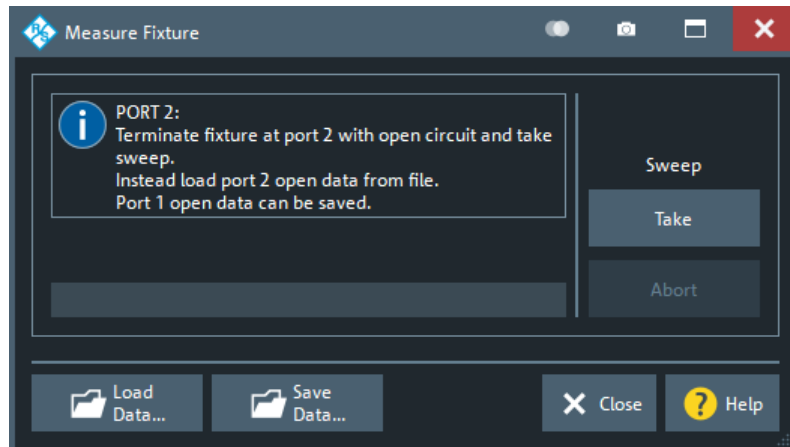 Measure Fixture
PORT 2:
Terminate fixture at port 2 with open circuit and take
sweep.
Instead load port 2 open data from file.
Port 1 open data can be saved.
Sweep
Take
Abort
Load
Data...
Save
Data...
Close
Help